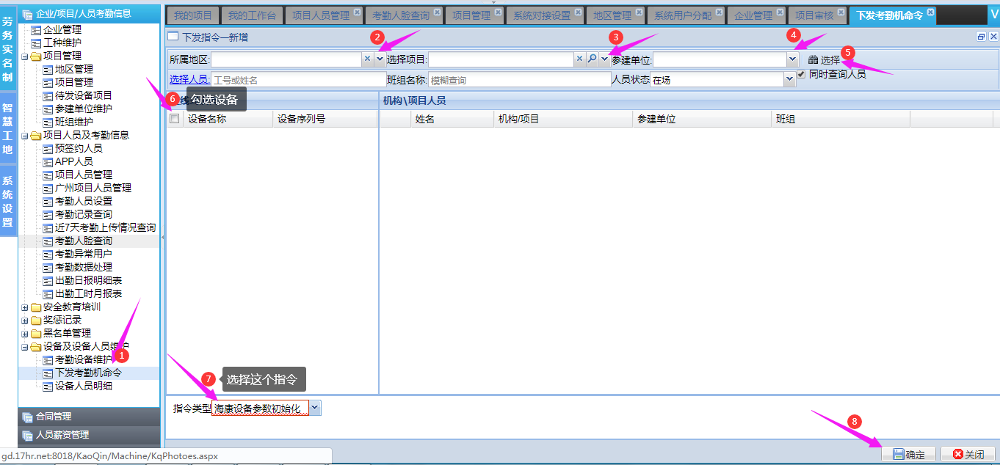 劳务实名制
智慧工地
系统设置
企业/项目/人员考勤信息
企业管理
工种维护
项目管理
地区管理
项目管理
待发设备项目
参建单位维护
班组维护
项目人员及考勤信息
预签约人员
APP人员
项目人员管理
广州项目人员管理
考勤人员设置
考勤记录查询
近7天考勤上传情况查询
考勤人脸查询
考勤异常用户
考勤数据处理
出勤日报明细表
出勤工时月报表
安全教育培训
奖惩记录
黑名单管理
设备及设备人员维护
考勤设备维护
1
下发考勤机命令
设备人员明细
合同管理
人员薪资管理
gd.17hr.net:8018/KaoQin/Machine/KqPhotoes.aspx
我的项目 我的工作台 项目人员管理 考勤人脸查询 项目管理 系统对接设置 地区管理 系统用户分配 企业管理 项目审核 下发考勤机命令 V
下发指令—新增
2 3 4 5
所属地区: 选择项目: 参建单位: 选择
选择人员: 工号或姓名 班组名称: 模糊查询 人员状态 在场 同时查询人员
6 勾选设备
线 机构\项目人员
设备名称 设备序列号 姓名 机构/项目 参建单位 班组
7 选择这个指令
指令类型 海康设备参数初始化
8
确定 关闭